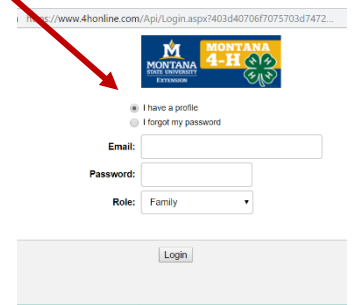 https://www.4honline.com/Api/Login.aspx?403d40706f7075703d7472...
MONTANA
STATE UNIVERSITY
EXTENSION
MONTANA
4-H
H H H H
I have a profile
I forgot my password
Email:
Password:
Role: Family
Login